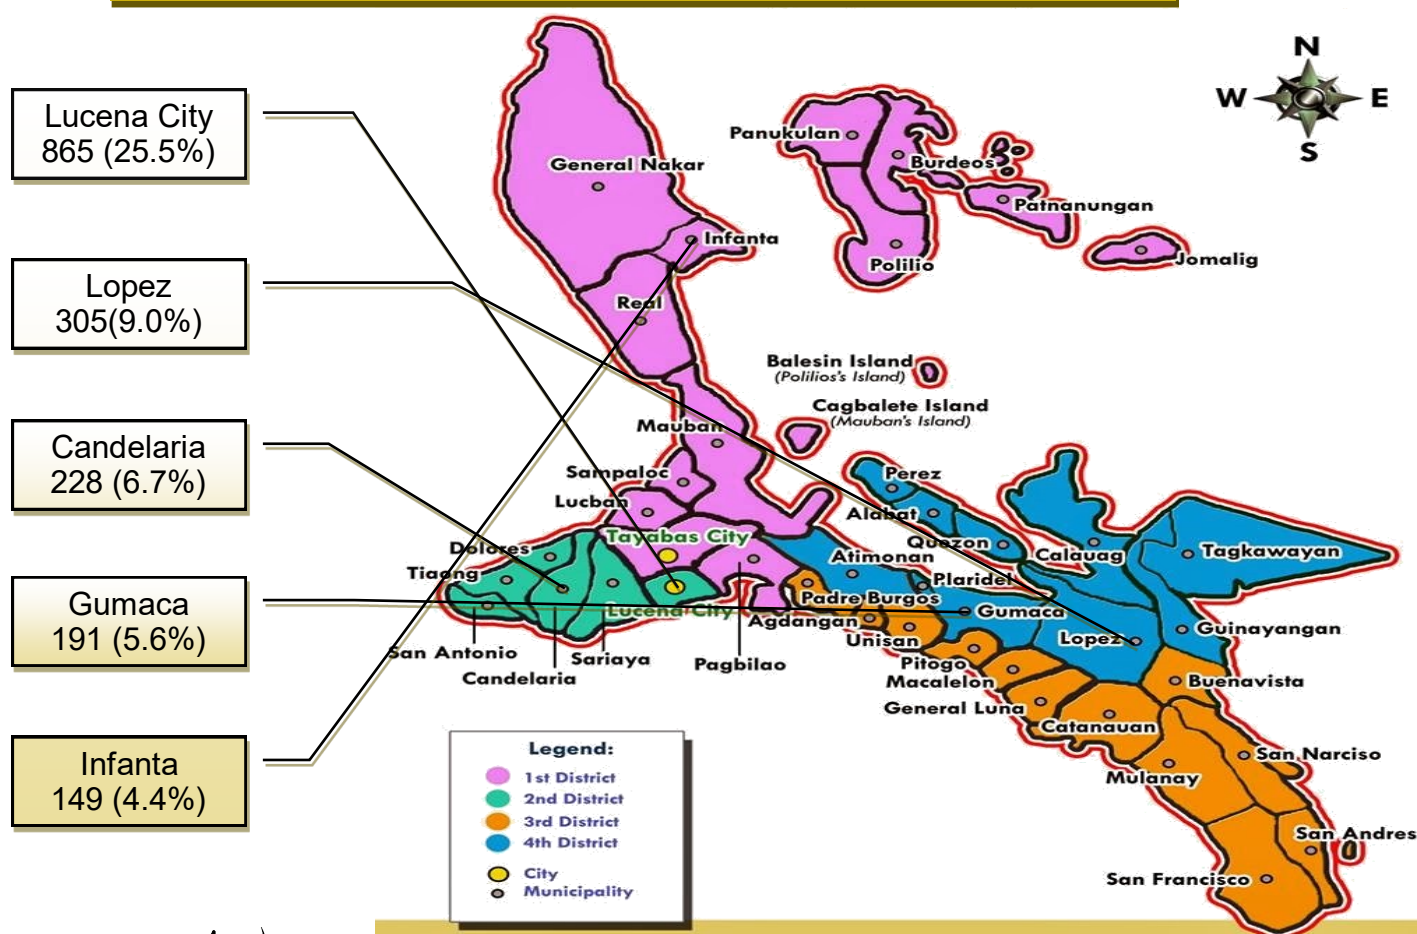 Lucena City
865 (25.5%)
Lopez
305(9.0%)
Candelaria
228 (6.7%)
Gumaca
191 (5.6%)
Infanta
149 (4.4%)
N
W
E
S
General Nakar
Infanta
Real
Panukulan
Burdeos
Patnanungan
Polilio
Jomalig
Balesin Island
(Polilios's Island)
Cagbalete Island
(Mauban's Island)
Mauban
Sampaloc
Lucban
Tayabas City
Dolores
Tiaong
Lucena City
San Antonio
Candelaria
Sariaya
Pagbilao
Perez
Alabat
Quezon
Calauag
Tagkawayan
Atimonan
Plaridel
Padre Burgos
Agdangan
Unisan
Gumaca
Lopez
Guinayangan
Pitogo
Macalelon
General Luna
Buenavista
Catanauan
Mulanay
San Narciso
San Andres
San Francisco
Legend:
1st District
2nd District
3rd District
4th District
City
Municipality